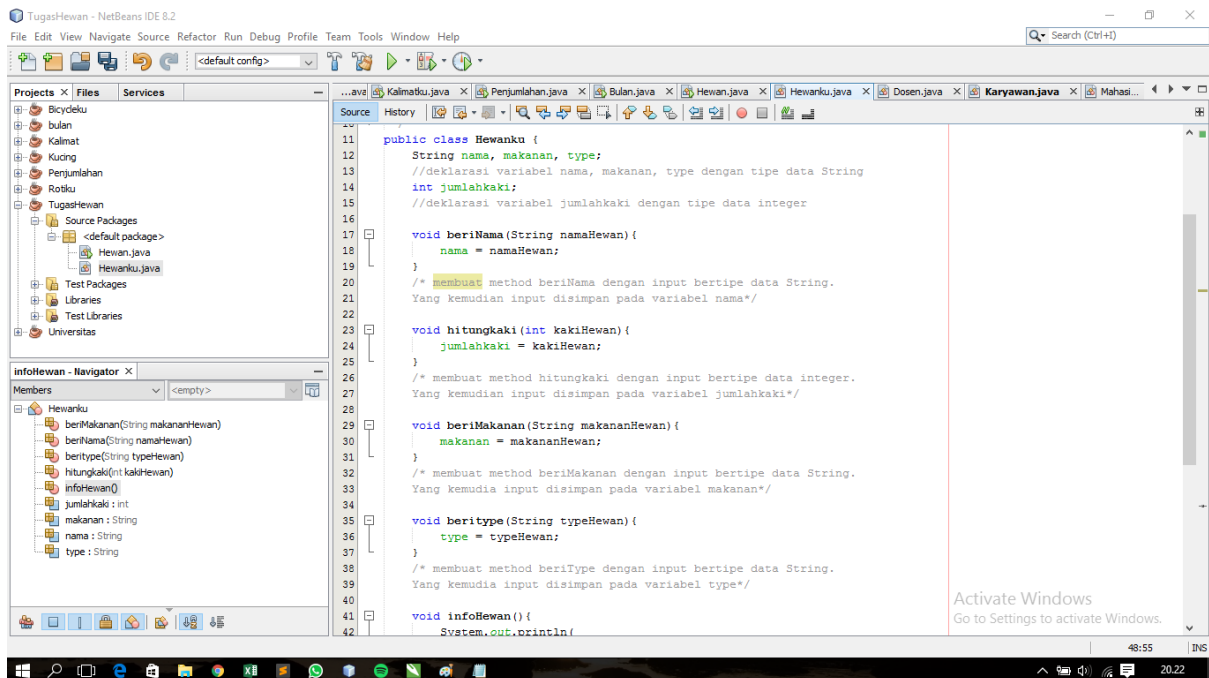 TugasHewan - NetBeans IDE 8.2
File Edit View Navigate Source Refactor Run Debug Profile Team Tools Window Help
Search (Ctrl+I)
<default config>
Projects Files Services
Bicycleku
bulan
Kalimat
Kucing
Penjumlahan
Rotiku
TugasHewan
Source Packages
<default package>
Hewan.java
Hewanku.java
Test Packages
Libraries
Test Libraries
Universitas
infoHewan - Navigator
Members <empty>
Hewanku
beriMakanan(String makananHewan)
beriNama(String namaHewan)
beritype(String typeHewan)
hitungkaki(int kakiHewan)
infoHewan()
jumlahkaki : int
makanan : String
nama : String
type : String
...ava Kalimatku.java Penjumlahan.java Bulan.java Hewan.java Hewanku.java Dosen.java Karyawan.java Mahasi...
Source History
10
11 public class Hewanku {
12 String nama, makanan, type;
13 //deklarasi variabel nama, makanan, type dengan tipe data String
14 int jumlahkaki;
15 //deklarasi variabel jumlahkaki dengan tipe data integer
16
17 void beriNama(String namaHewan){
18 nama = namaHewan;
19 }
20 /* membuat method beriNama dengan input bertipe data String.
21 Yang kemudian input disimpan pada variabel nama*/
22
23 void hitungkaki(int kakiHewan){
24 jumlahkaki = kakiHewan;
25 }
26 /* membuat method hitungkaki dengan input bertipe data integer.
27 Yang kemudian input disimpan pada variabel jumlahkaki*/
28
29 void beriMakanan(String makananHewan){
30 makanan = makananHewan;
31 }
32 /* membuat method beriMakanan dengan input bertipe data String.
33 Yang kemudia input disimpan pada variabel makanan*/
34
35 void beritype(String typeHewan){
36 type = typeHewan;
37 }
38 /* membuat method beriType dengan input bertipe data String.
39 Yang kemudia input disimpan pada variabel type*/
40
41 void infoHewan(){
42 System.out.println(
Activate Windows
Go to Settings to activate Windows.
48:55 INS
20.22